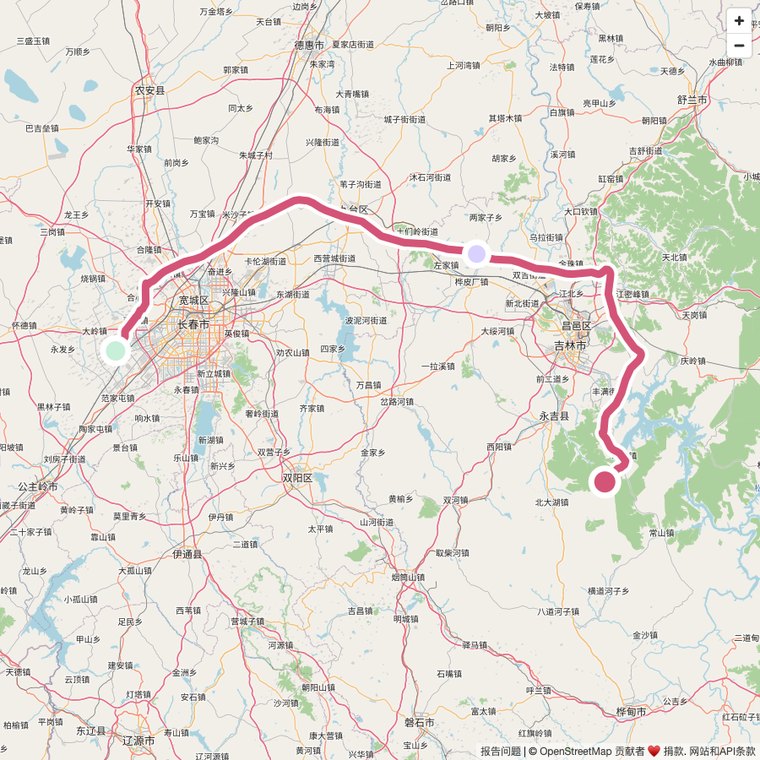 岔路口镇
边岗乡
保寿镇
万金塔乡
天台镇
朝阳乡
大坡镇
黑林镇
三盛玉镇
夏家店街道
万顺乡
德惠市
莲花乡
水曲柳镇
朱家湾
上河湾镇
法特镇
天德乡
郭家镇
农安县
大青嘴镇
舒兰市
亮甲山乡
同太乡
布海镇
白旗镇
城子街街道
其塔木镇
朝阳镇
巴吉垒镇
鲍家沟
兴隆街道
华家镇
朱城子村
溪河镇
吉舒街道
胡家乡
前岗乡
苇子沟街道
沐石河街道
缸窑镇
小城
开安镇
龙王乡
万宝镇
米沙子
台区
两家子乡
大口钦镇
三岗镇
土们岭街道
乌拉街镇
合隆镇
天北镇
卡伦湖街道
西营城街道
左家镇
金珠镇
奋进乡
双吉街道
烧锅镇
桦皮厂镇
兴隆山镇
东湖街道
江北乡
江密峰镇
宽城区
新北街道
天岗镇
怀德镇
大岭镇
长春市
波泥河街道
昌邑区
英俊镇
大绥河镇
吉林市
永发乡
四家乡
劝农山镇
庆岭镇
一拉溪镇
新立城镇
前二道乡
永春镇
万昌镇
丰满街
范家屯镇
黑林子镇
奢岭街道
齐家镇
岔路河镇
永吉县
响水镇
陶家屯镇
新湖镇
景台镇
西阳镇
双营子乡
金家乡
刘房子街道
乐山镇
新兴乡
公主岭市
双阳区
黄榆乡
双河镇
北大湖镇
黄岭子镇
莫里青乡
伊丹镇
山河街道
二十家子镇
太平镇
常山镇
靠山镇
二道镇
伊通县
取柴河镇
龙山乡
大孤山镇
烟筒山镇
横道河子乡
小孤山镇
西苇镇
吉昌镇
八道河子镇
足民乡
营城子镇
明城镇
金沙镇
甲山乡
河源镇
驿马镇
二道甸
建安镇
天德镇
金洲乡
石嘴镇
云顶镇
朝阳山镇
呼兰镇
灯塔镇
安石镇
公吉乡
沙河镇
柏榆镇
平岗镇
富太镇
桦甸市
红石砬子镇
东辽县
寿山镇
康大营镇
磐石市
红旗岭镇
辽源市
黄河镇
宝山乡
辽河源镇
兴华镇
报告问题 | © OpenStreetMap 贡献者 ❤️ 捐款. 网站和API条款